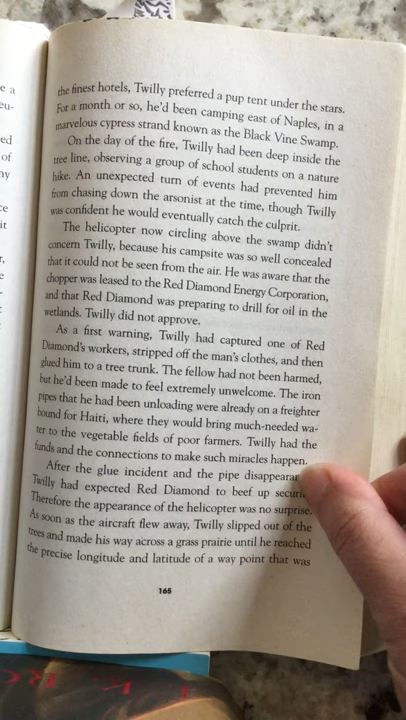 the finest hotels, Twilly preferred a pup tent under the stars.
For a month or so, he'd been camping east of Naples, in a
marvelous cypress strand known as the Black Vine Swamp.
On the day of the fire, Twilly had been deep inside the
tree line, observing a group of school students on a nature
hike. An unexpected turn of events had prevented him
from chasing down the arsonist at the time, though Twilly
was confident he would eventually catch the culprit.
The helicopter now circling above the swamp didn't
concern Twilly, because his campsite was so well concealed
that it could not be seen from the air. He was aware that the
chopper was leased to the Red Diamond Energy Corporation,
and that Red Diamond was preparing to drill for oil in the
wetlands. Twilly did not approve.
As a first warning, Twilly had captured one of Red
Diamond's workers, stripped off the man's clothes, and then
glued him to a tree trunk. The fellow had not been harmed,
but he'd been made to feel extremely unwelcome. The iron
pipes that he had been unloading were already on a freighter
bound for Haiti, where they would bring much-needed wa-
ter to the vegetable fields of poor farmers. Twilly had the
funds and the connections to make such miracles happen.
After the glue incident and the pipe disappearan
Twilly had expected Red Diamond to beef up securi
Therefore the appearance of the helicopter was no surprise.
As soon as the aircraft flew away, Twilly slipped out of the
trees and made his way across a grass prairie until he reached
the precise longitude and latitude of a way point that was
165
e a
eu-
ed
of
ny
ce
it
r,
e
J. K. RO